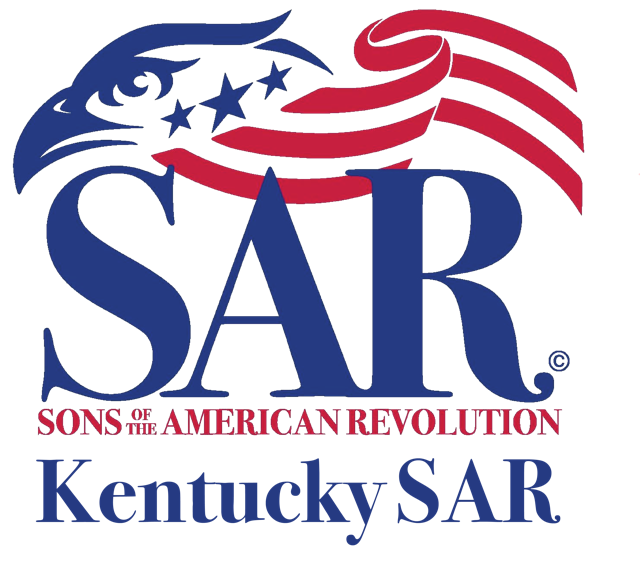 SAR©
SONS OF THE AMERICAN REVOLUTION
Kentucky SAR